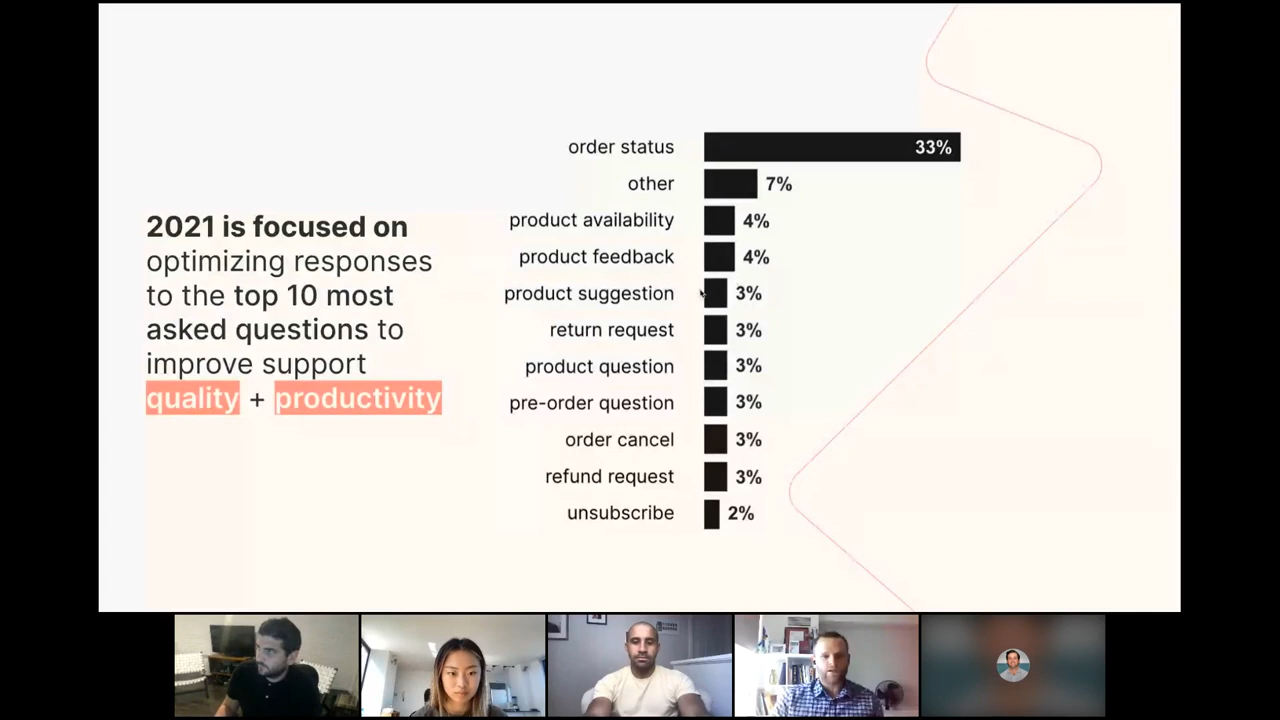 2021 is focused on
optimizing responses
to the top 10 most
asked questions to
improve support
quality + productivity
order status 33%
other 7%
product availability 4%
product feedback 4%
product suggestion 3%
return request 3%
product question 3%
pre-order question 3%
order cancel 3%
refund request 3%
unsubscribe 2%